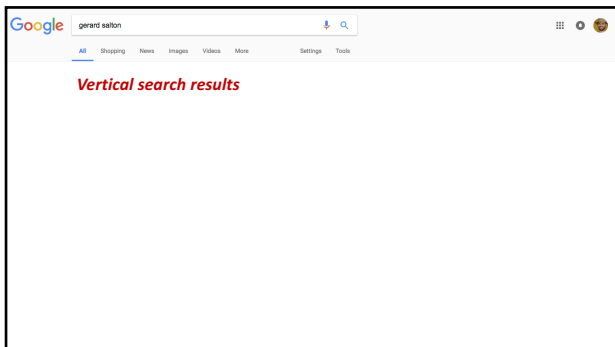 Google gerard salton
All Shopping News Images Videos More Settings Tools
Vertical search results